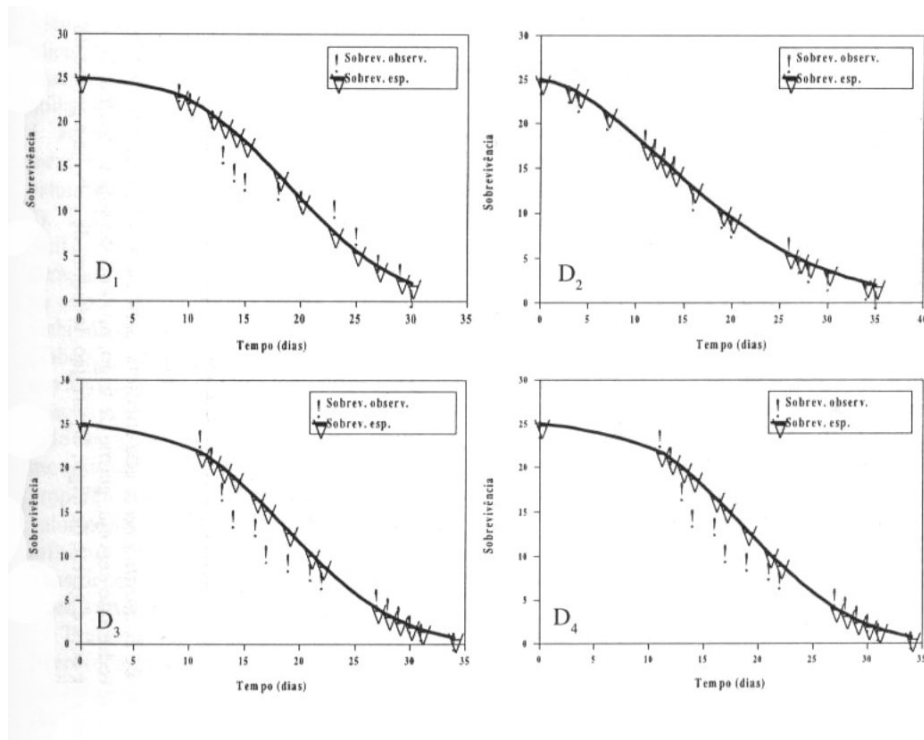 30
25
20
15
10
5
0
Sobrevivência
Sobrev. observ.
Sobrev. esp.
D1
0 5 10 15 20 25 30 35
Tempo (dias)
30
25
20
15
10
5
0
Sobrevivência
Sobrev. observ.
Sobrev. esp.
D2
0 5 10 15 20 25 30 35 40
Tempo (dias)
30
25
20
15
10
5
0
Sobrevivência
Sobrev. observ.
Sobrev. esp.
D3
0 5 10 15 20 25 30 35
Tempo (dias)
30
25
20
15
10
5
0
Sobrevivência
Sobrev. observ.
Sobrev. esp.
D4
0 5 10 15 20 25 30 35
Tempo (dias)